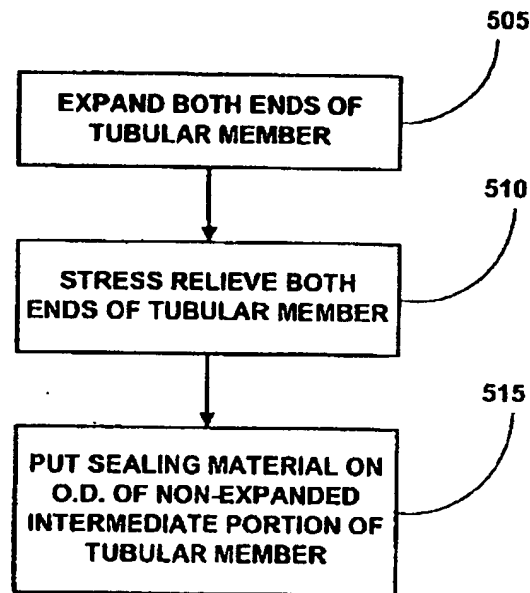 505
EXPAND BOTH ENDS OF
TUBULAR MEMBER
510
STRESS RELIEVE BOTH
ENDS OF TUBULAR MEMBER
515
PUT SEALING MATERIAL ON
O.D. OF NON-EXPANDED
INTERMEDIATE PORTION OF
TUBULAR MEMBER